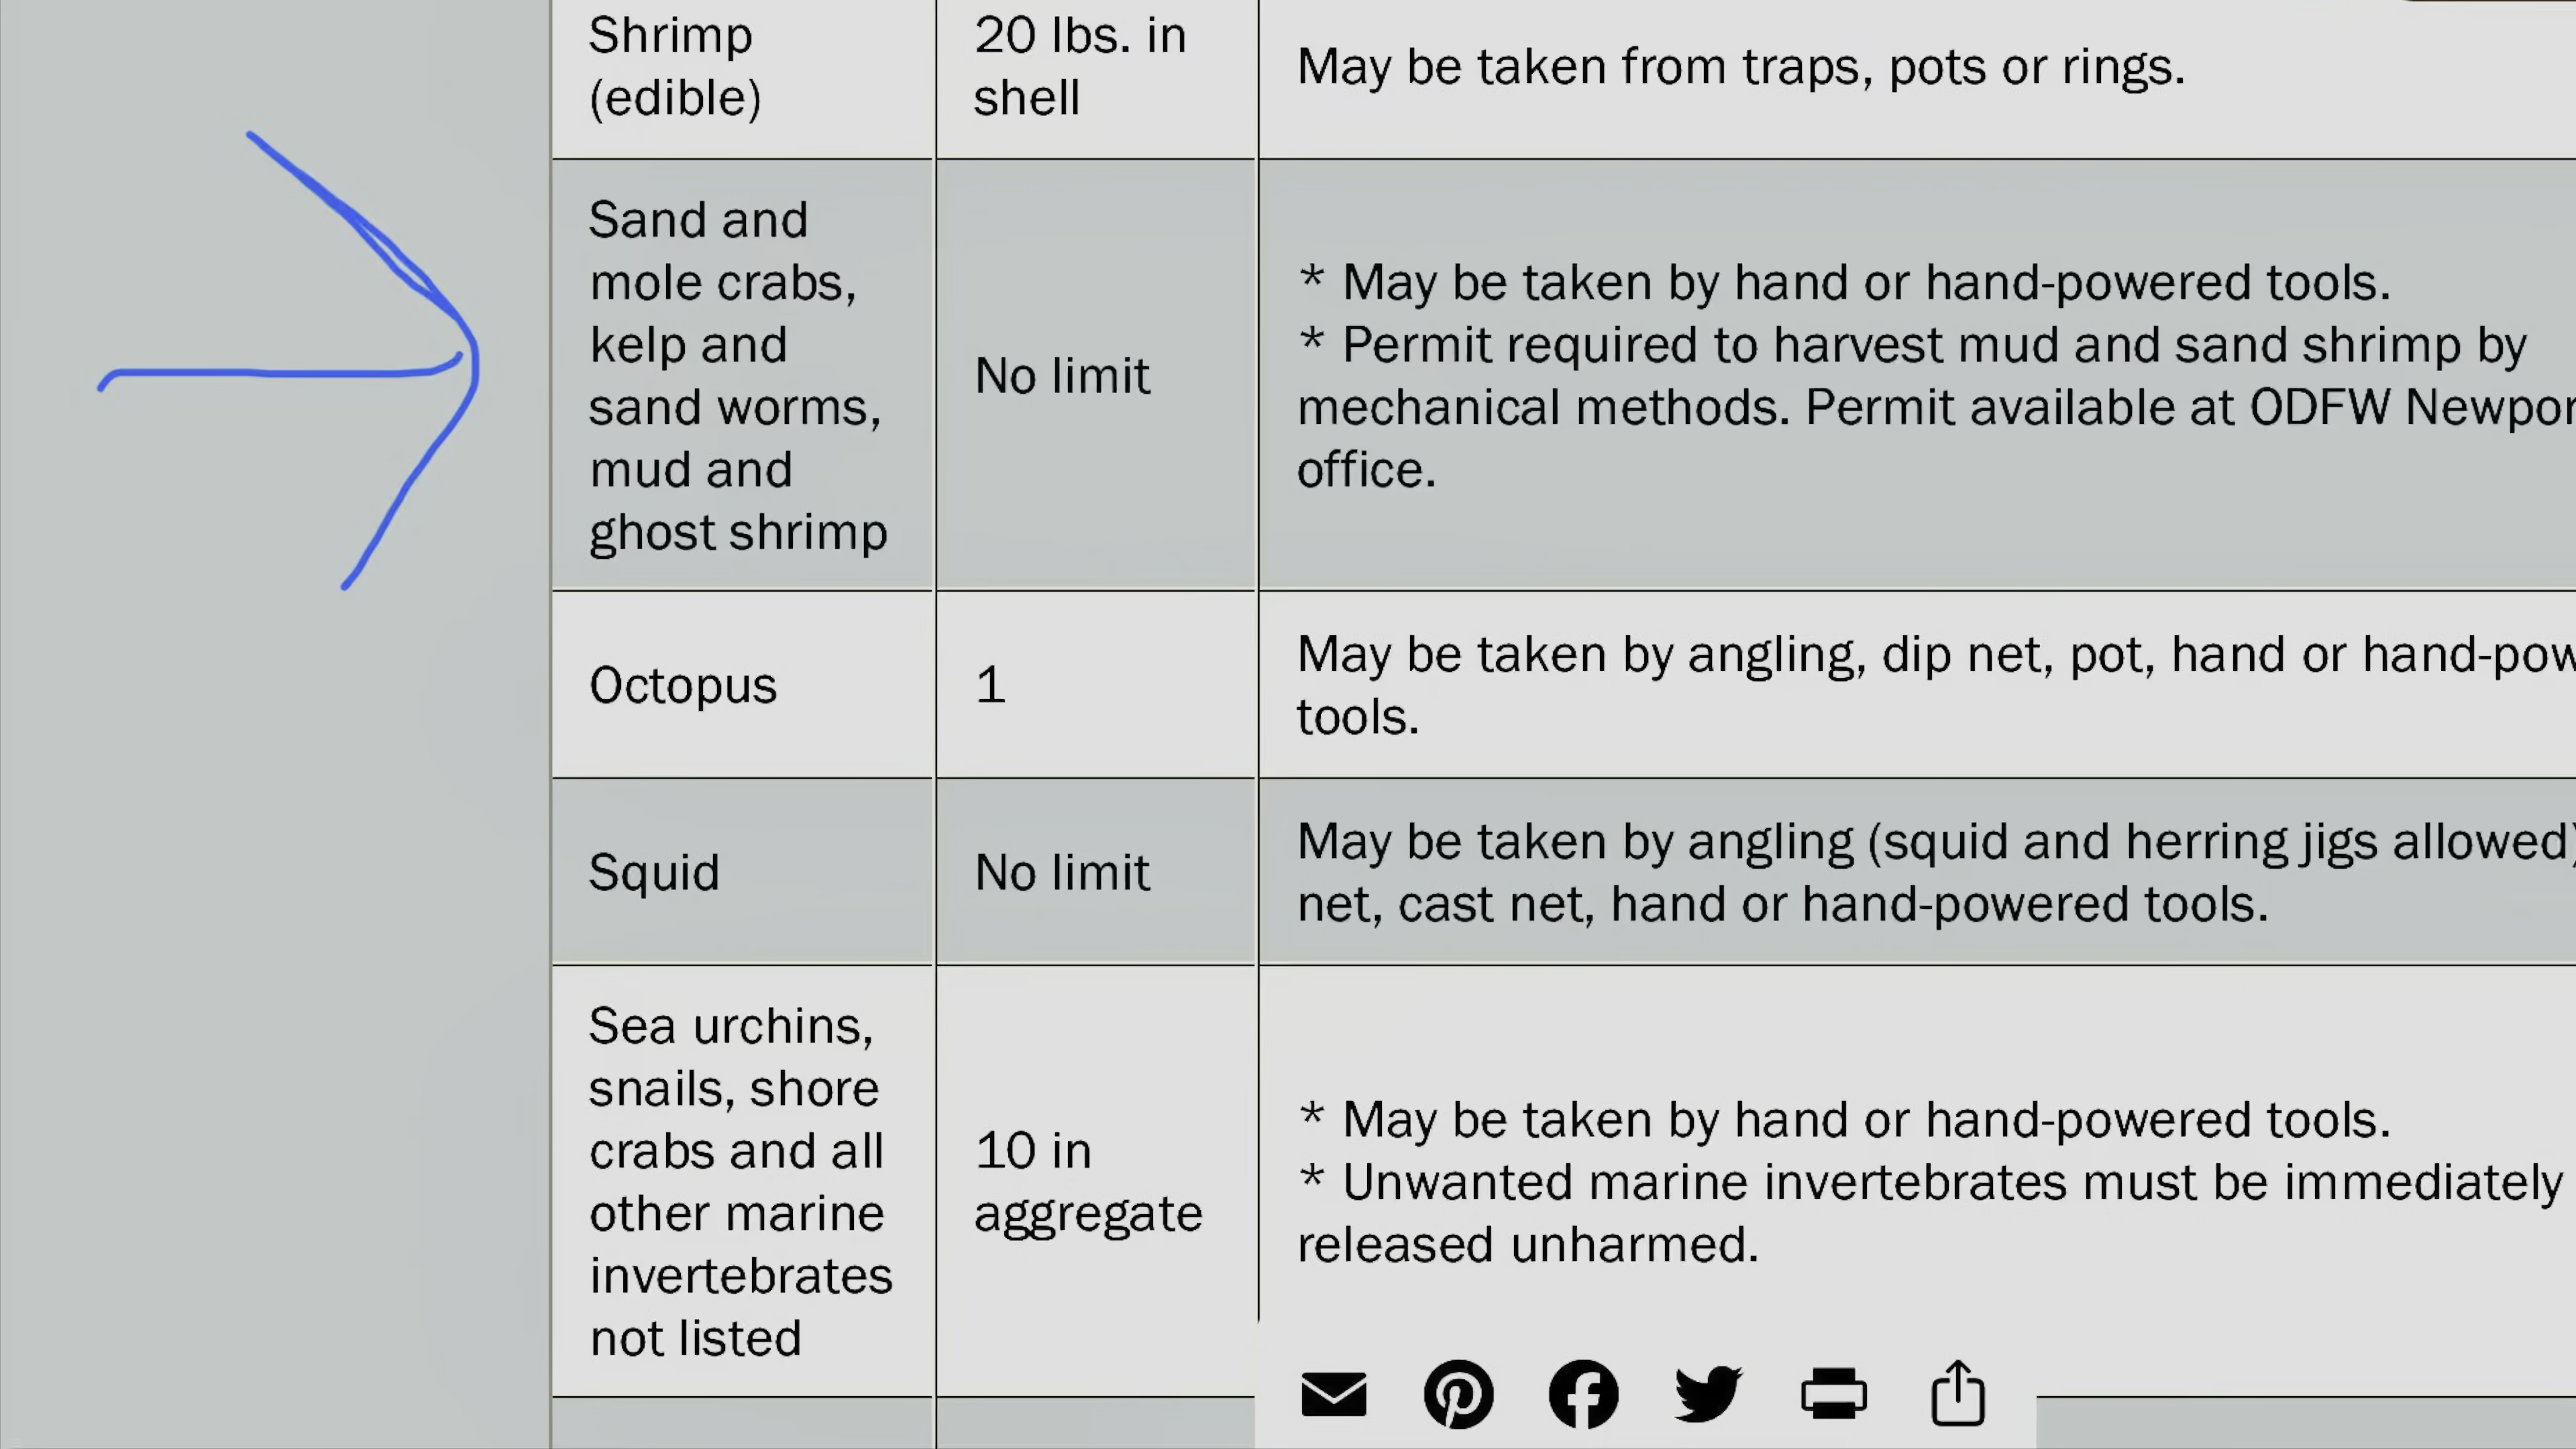 Shrimp
(edible)
20 lbs. in
shell
May be taken from traps, pots or rings.
Sand and
mole crabs,
kelp and
sand worms,
mud and
ghost shrimp
No limit
* May be taken by hand or hand-powered tools.
* Permit required to harvest mud and sand shrimp by
mechanical methods. Permit available at ODFW
office.
Octopus
1
May be taken by angling, dip net, pot, hand or
tools.
Squid
No limit
May be taken by angling (squid and herring jigs allowed)
net, cast net, hand or hand-powered tools.
Sea urchins,
snails, shore
crabs and all
other marine
invertebrates
not listed
10 in
aggregate
* May be taken by hand or hand-powered tools.
* Unwanted marine invertebrates must be immediately
released unharmed.